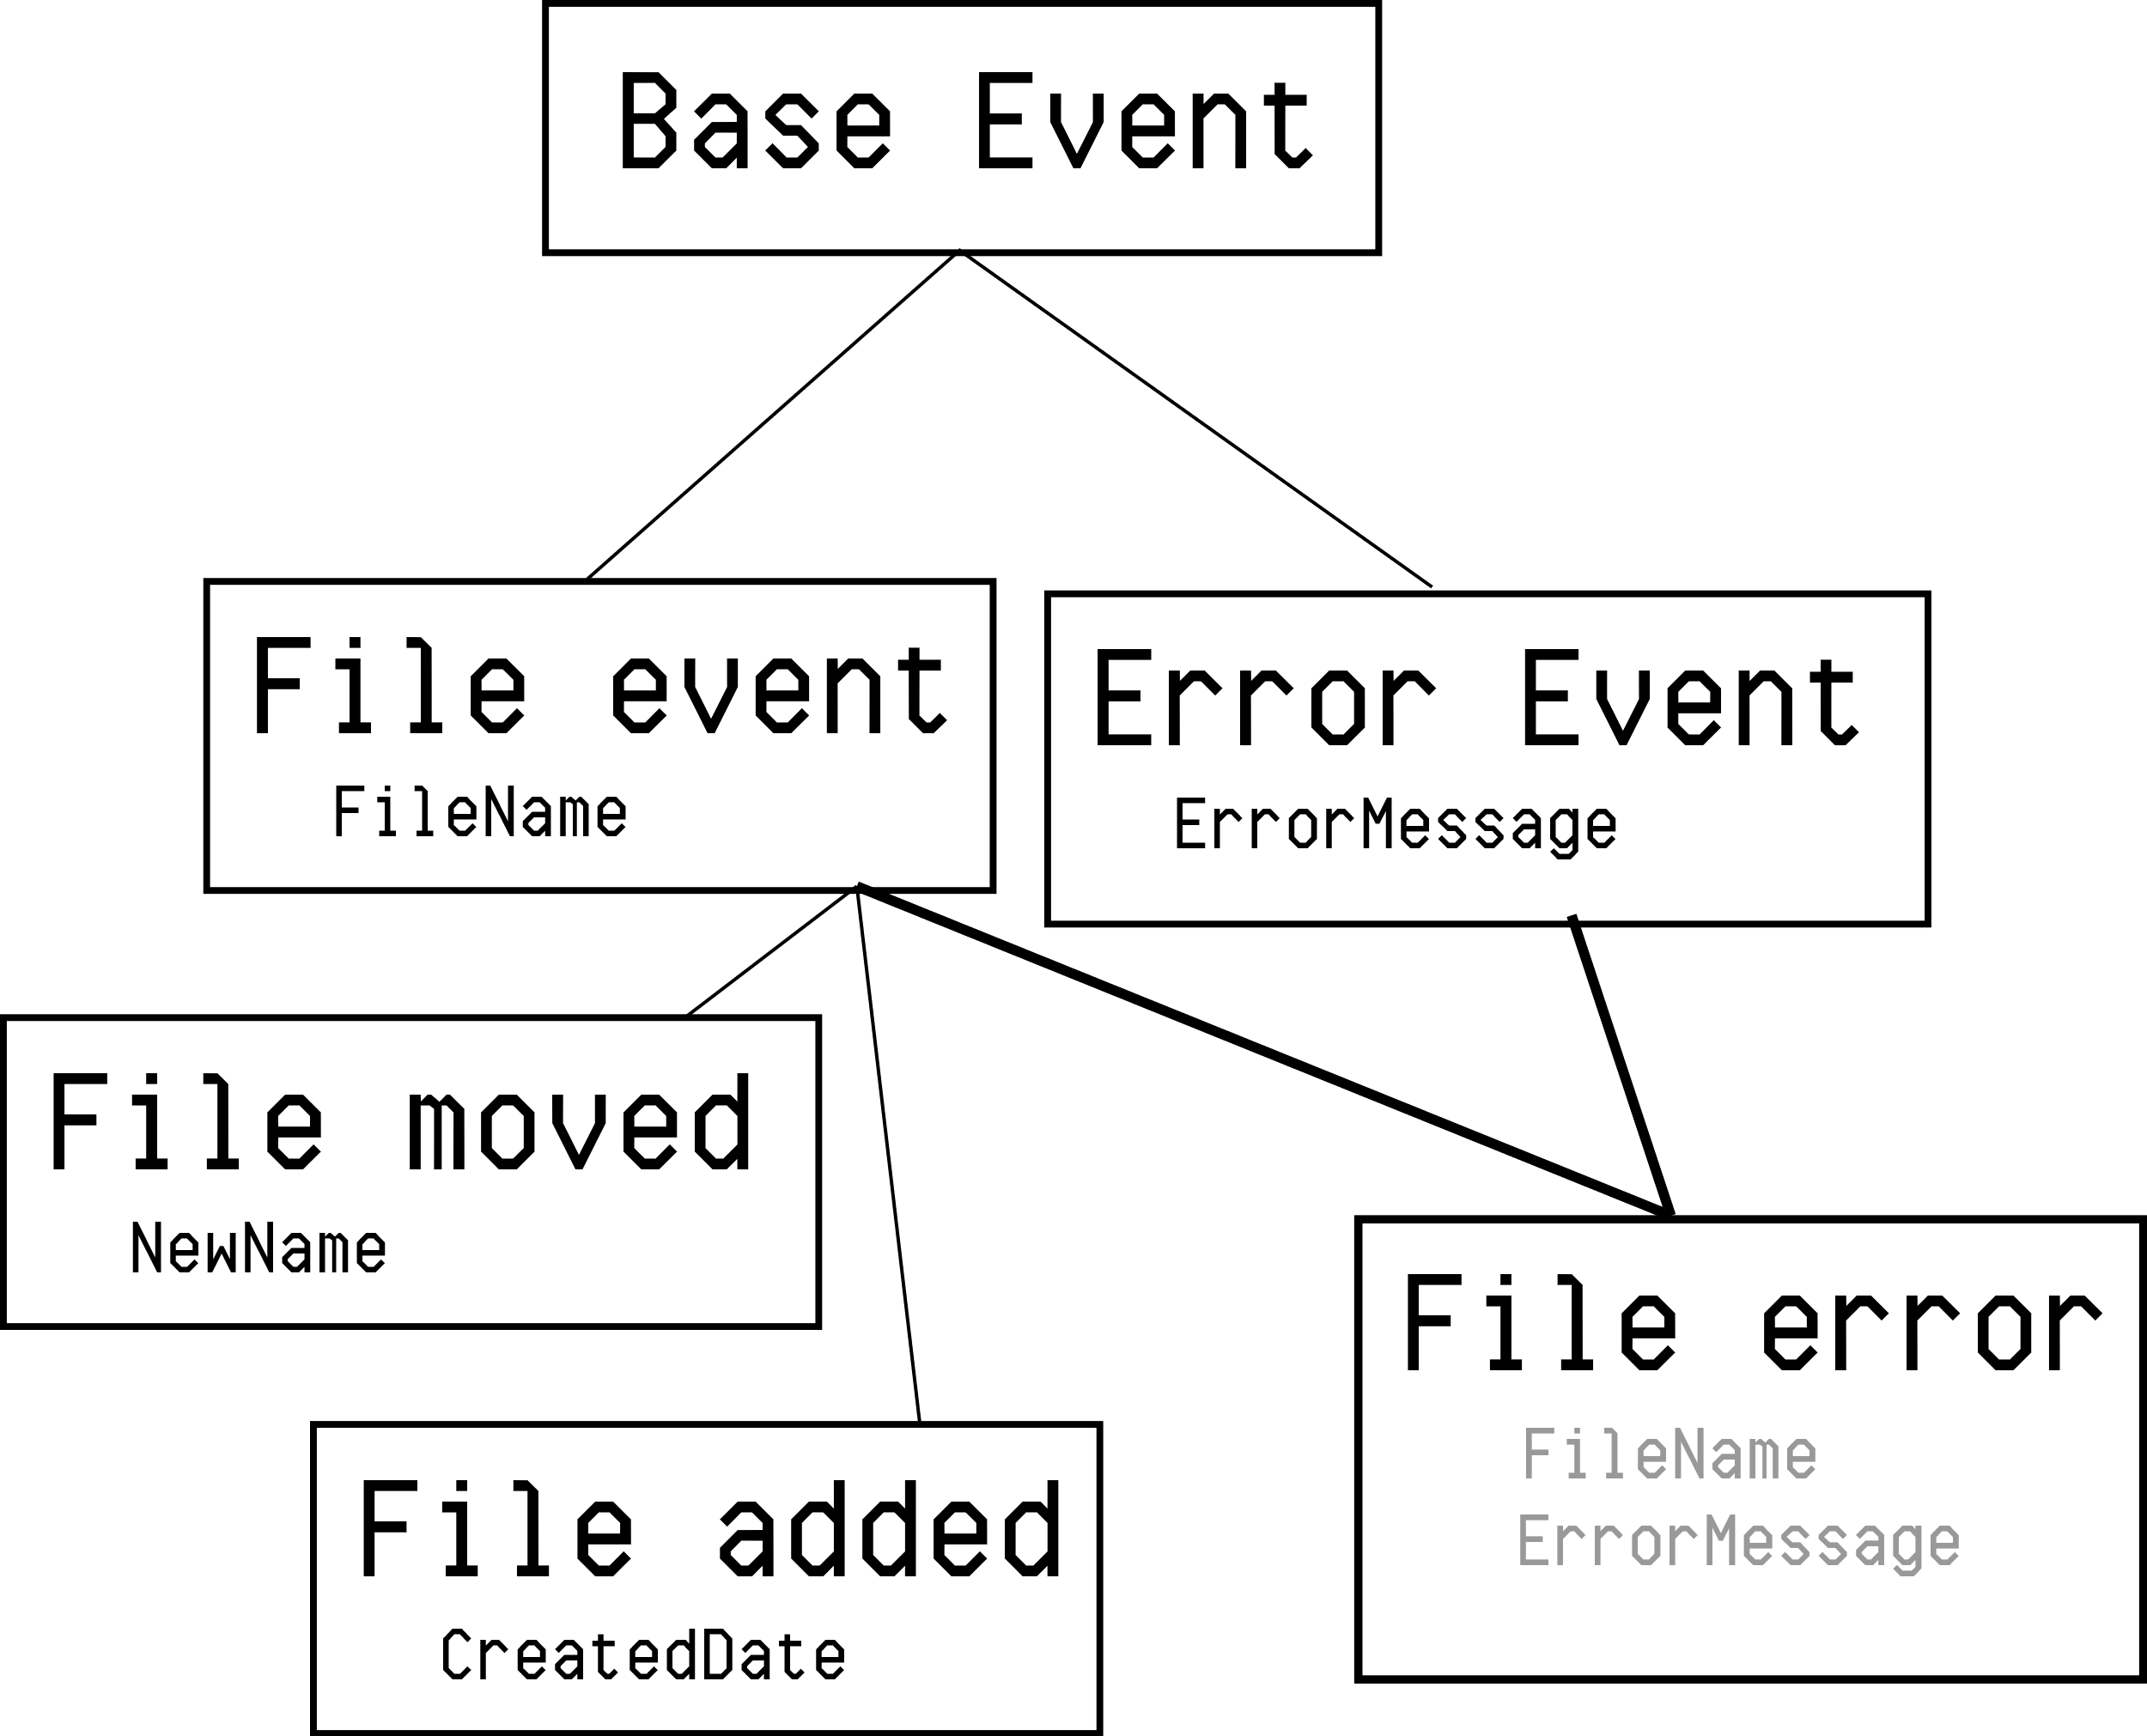 Base Event
File event
FileName
Error Event
ErrorMessage
File moved
NewName
File error
FileName
ErrorMessage
File added
CreatedDate